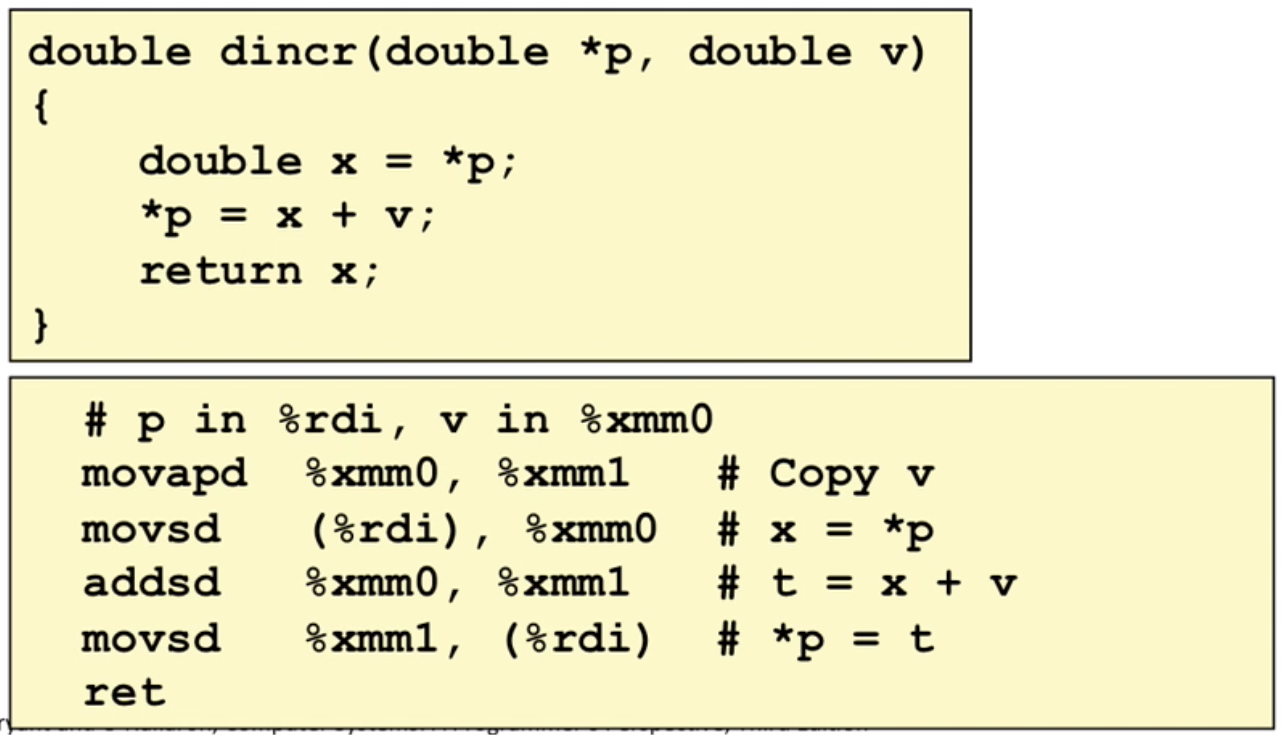 double dincr(double *p, double v)
{
    double x = *p;
    *p = x + v;
    return x;
}
# p in %rdi, v in %xmm0
movapd  %xmm0, %xmm1   # Copy v
movsd   (%rdi), %xmm0  # x = *p
addsd   %xmm0, %xmm1   # t = x + v
movsd   %xmm1, (%rdi)  # *p = t
ret